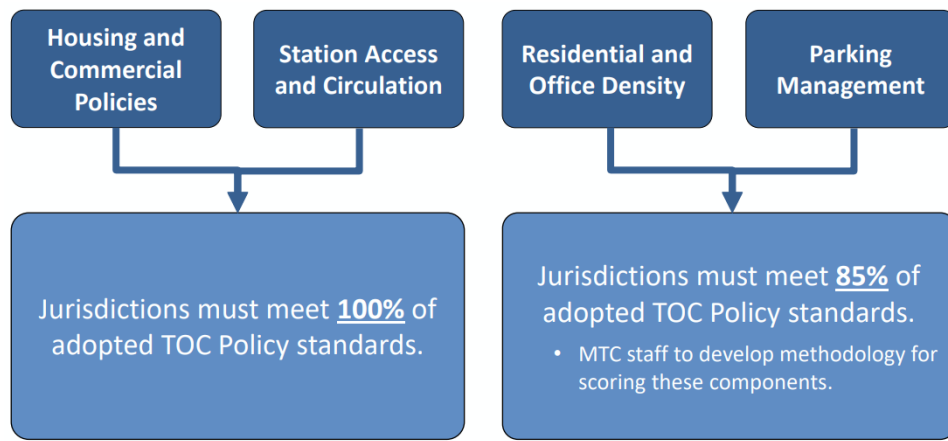 Housing and
Commercial
Policies
Station Access
and Circulation
Residential and
Office Density
Parking
Management
Jurisdictions must meet 100% of
adopted TOC Policy standards.
Jurisdictions must meet 85% of
adopted TOC Policy standards.
• MTC staff to develop methodology for
scoring these components.